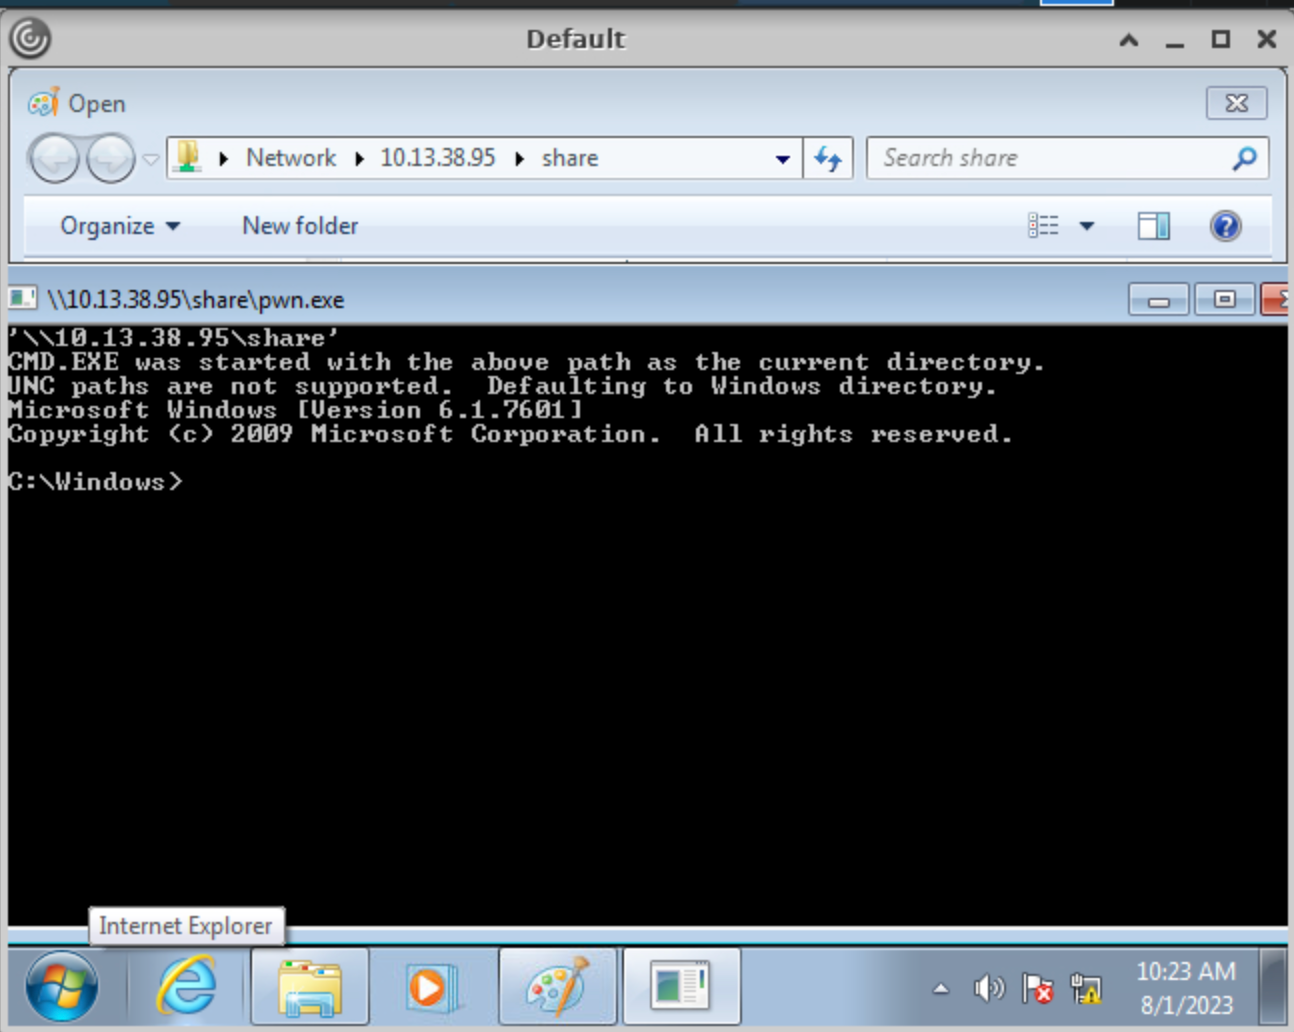 Default
Open
Network 10.13.38.95 share
Search share
Organize
New folder
\\10.13.38.95\share\pwn.exe
'\\10.13.38.95\share'
CMD.EXE was started with the above path as the current directory.
UNC paths are not supported.  Defaulting to Windows directory.
Microsoft Windows [Version 6.1.7601]
Copyright (c) 2009 Microsoft Corporation.  All rights reserved.
C:\Windows>
Internet Explorer
10:23 AM
8/1/2023